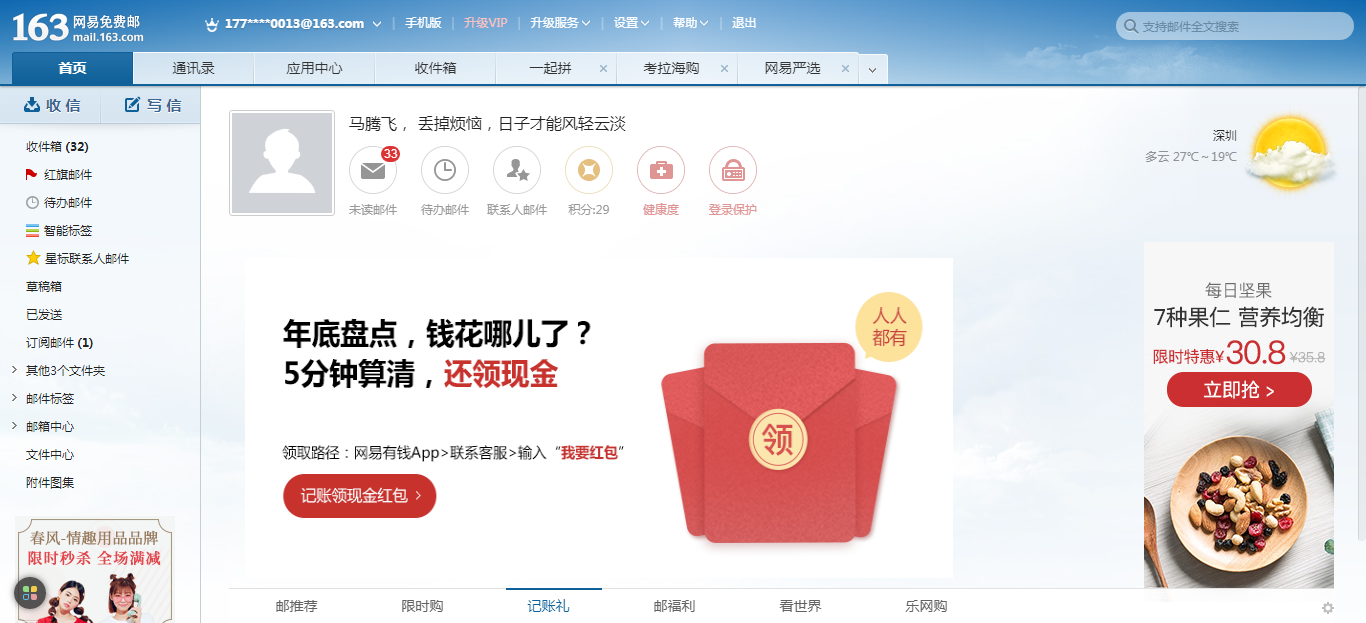 163 网易免费邮
mail.163.com
177****0013@163.com
手机版
升级VIP
升级服务
设置
帮助
退出
支持邮件全文搜索
首页
通讯录
应用中心
收件箱
一起拼
考拉海购
网易严选
收信
写信
收件箱 (32)
红旗邮件
待办邮件
智能标签
星标联系人邮件
草稿箱
已发送
订阅邮件 (1)
其他3个文件夹
邮件标签
邮箱中心
文件中心
附件图集
春风-情趣用品品牌
限时秒杀 全场满减
马腾飞，丢掉烦恼，日子才能风轻云淡
33
未读邮件
待办邮件
联系人邮件
积分:29
健康度
登录保护
深圳
多云 27℃~19℃
年底盘点，钱花哪儿了？
5分钟算清，还领现金
领取路径：网易有钱App>联系客服>输入“我要红包”
记账领现金红包 >
人人
都有
领
每日坚果
7种果仁 营养均衡
限时特惠¥30.8 ¥35.8
立即抢 >
邮推荐
限时购
记账礼
邮福利
看世界
乐网购